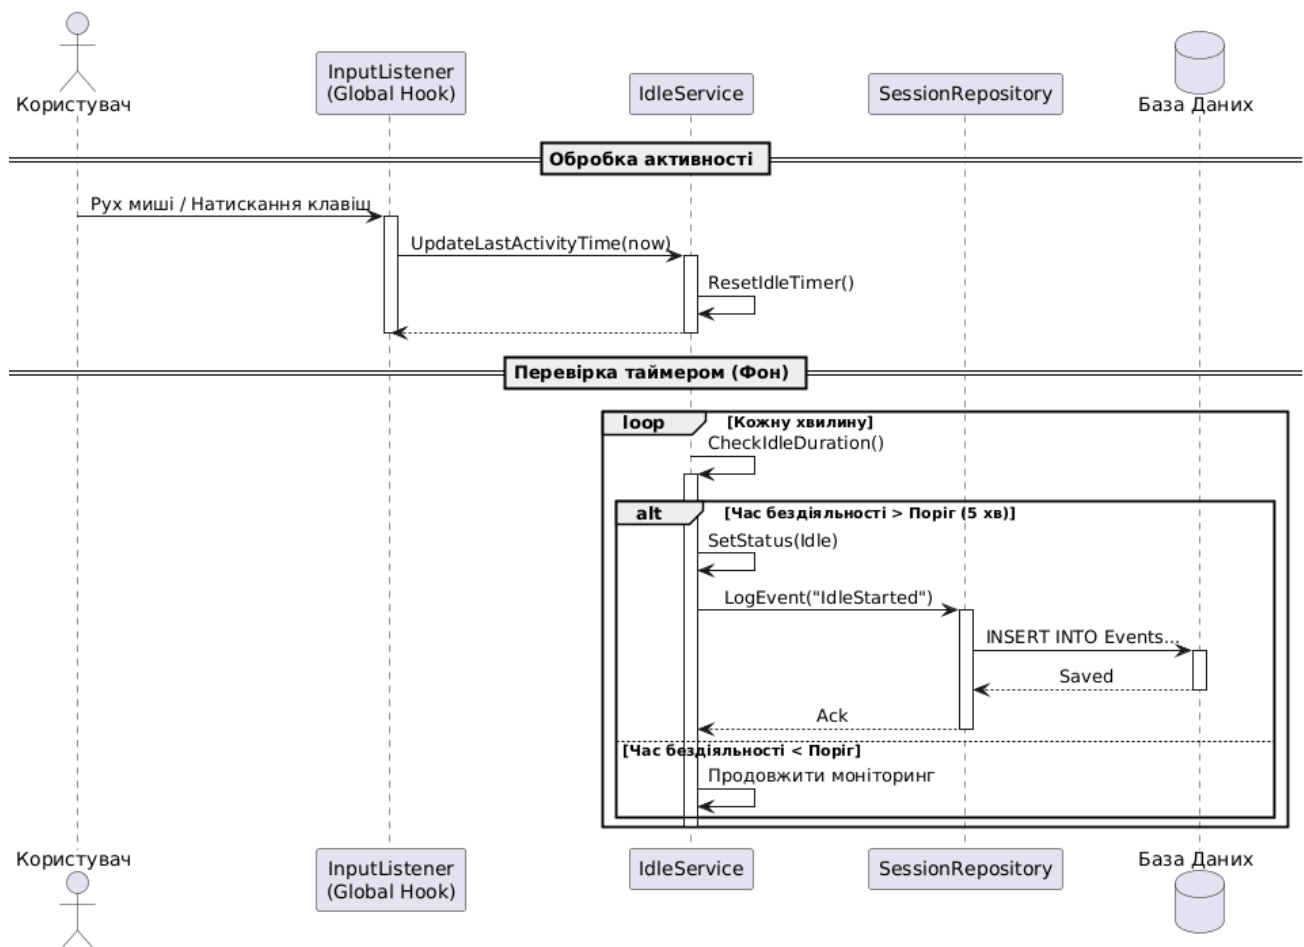 Користувач
InputListener
(Global Hook)
IdleService
SessionRepository
База Даних
Обробка активності
Рух миші / Натискання клавіш
UpdateLastActivityTime(now)
ResetIdleTimer()
Перевірка таймером (Фон)
loop
[Кожну хвилину]
CheckIdleDuration()
alt
[Час бездіяльності > Поріг (5 хв)]
SetStatus(Idle)
LogEvent("IdleStarted")
INSERT INTO Events...
Saved
Ack
[Час бездіяльності < Поріг]
Продовжити моніторинг
Користувач
InputListener
(Global Hook)
IdleService
SessionRepository
База Даних